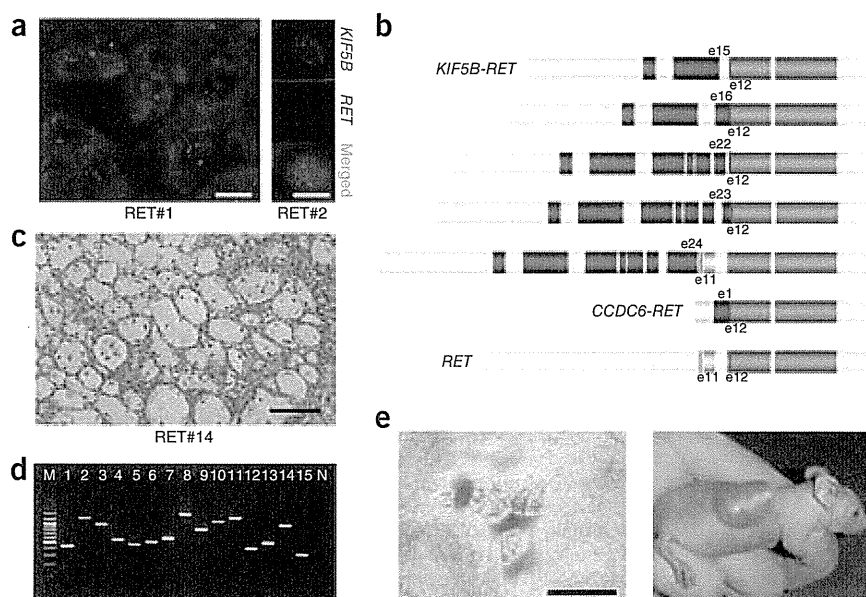 a
KIF5B
RET
Merged
RET#1
RET#2
b
e15
KIF5B-RET
e12
e16
e12
e22
e12
e23
e12
e24
e11
CCDC6-RET
e1
e12
RET
e11 e12
c
RET#14
d
M 1 2 3 4 5 6 7 8 9 10 11 12 13 14 15 N
e